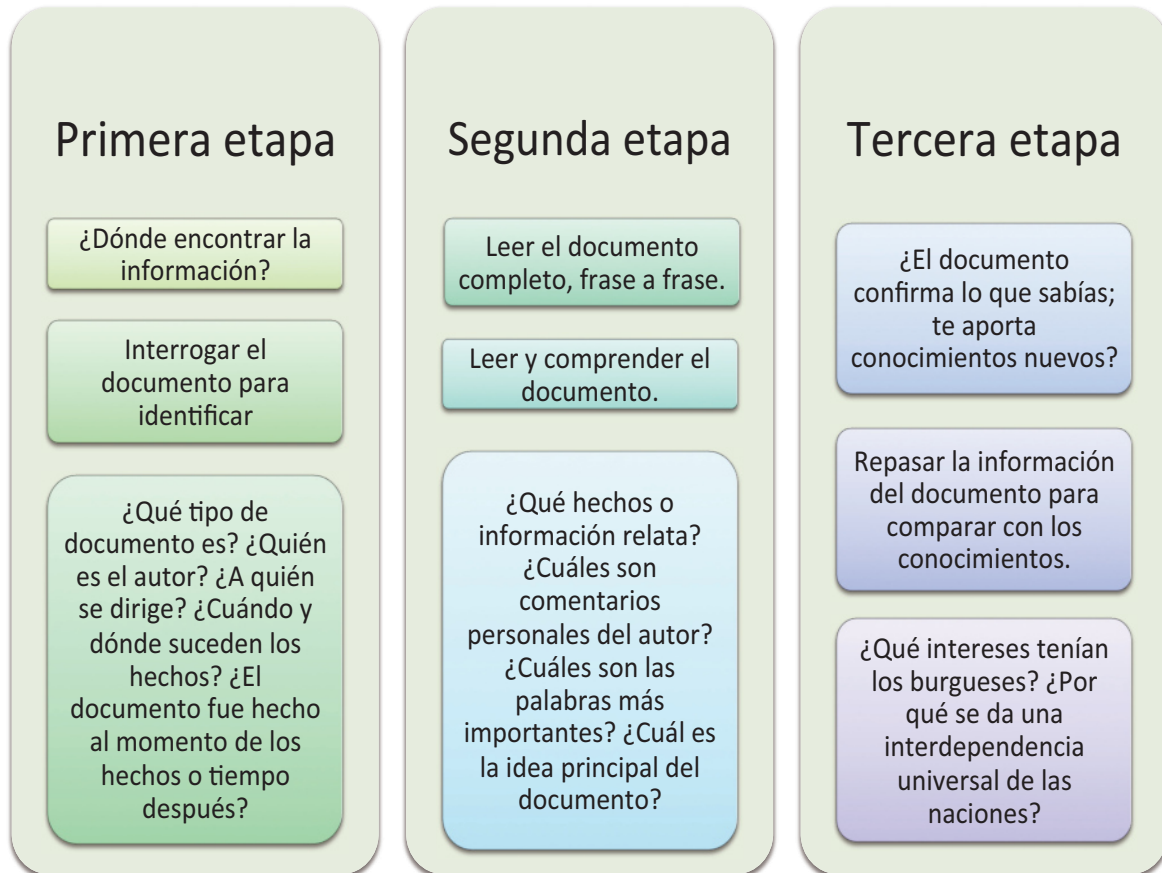 Primera etapa
¿Dónde encontrar la
información?
Interrogar el
documento para
identificar
¿Qué tipo de
documento es? ¿Quién
es el autor? ¿A quién
se dirige? ¿Cuándo y
dónde suceden los
hechos? ¿El
documento fue hecho
al momento de los
hechos o tiempo
después?
Segunda etapa
Leer el documento
completo, frase a frase.
Leer y comprender el
documento.
¿Qué hechos o
información relata?
¿Cuáles son
comentarios
personales del autor?
¿Cuáles son las
palabras más
importantes? ¿Cuál es
la idea principal del
documento?
Tercera etapa
¿El documento
confirma lo que sabías;
te aporta
conocimientos nuevos?
Repasar la información
del documento para
comparar con los
conocimientos.
¿Qué intereses tenían
los burgueses? ¿Por
qué se da una
interdependencia
universal de las
naciones?